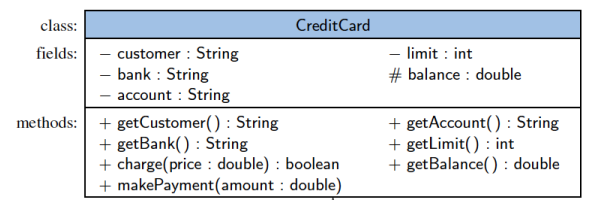 class: CreditCard
fields: − customer : String − limit : int
− bank : String # balance : double
− account : String
methods: + getCustomer( ) : String + getAccount( ) : String
+ getBank( ) : String + getLimit( ) : int
+ charge(price : double) : boolean + getBalance( ) : double
+ makePayment(amount : double)